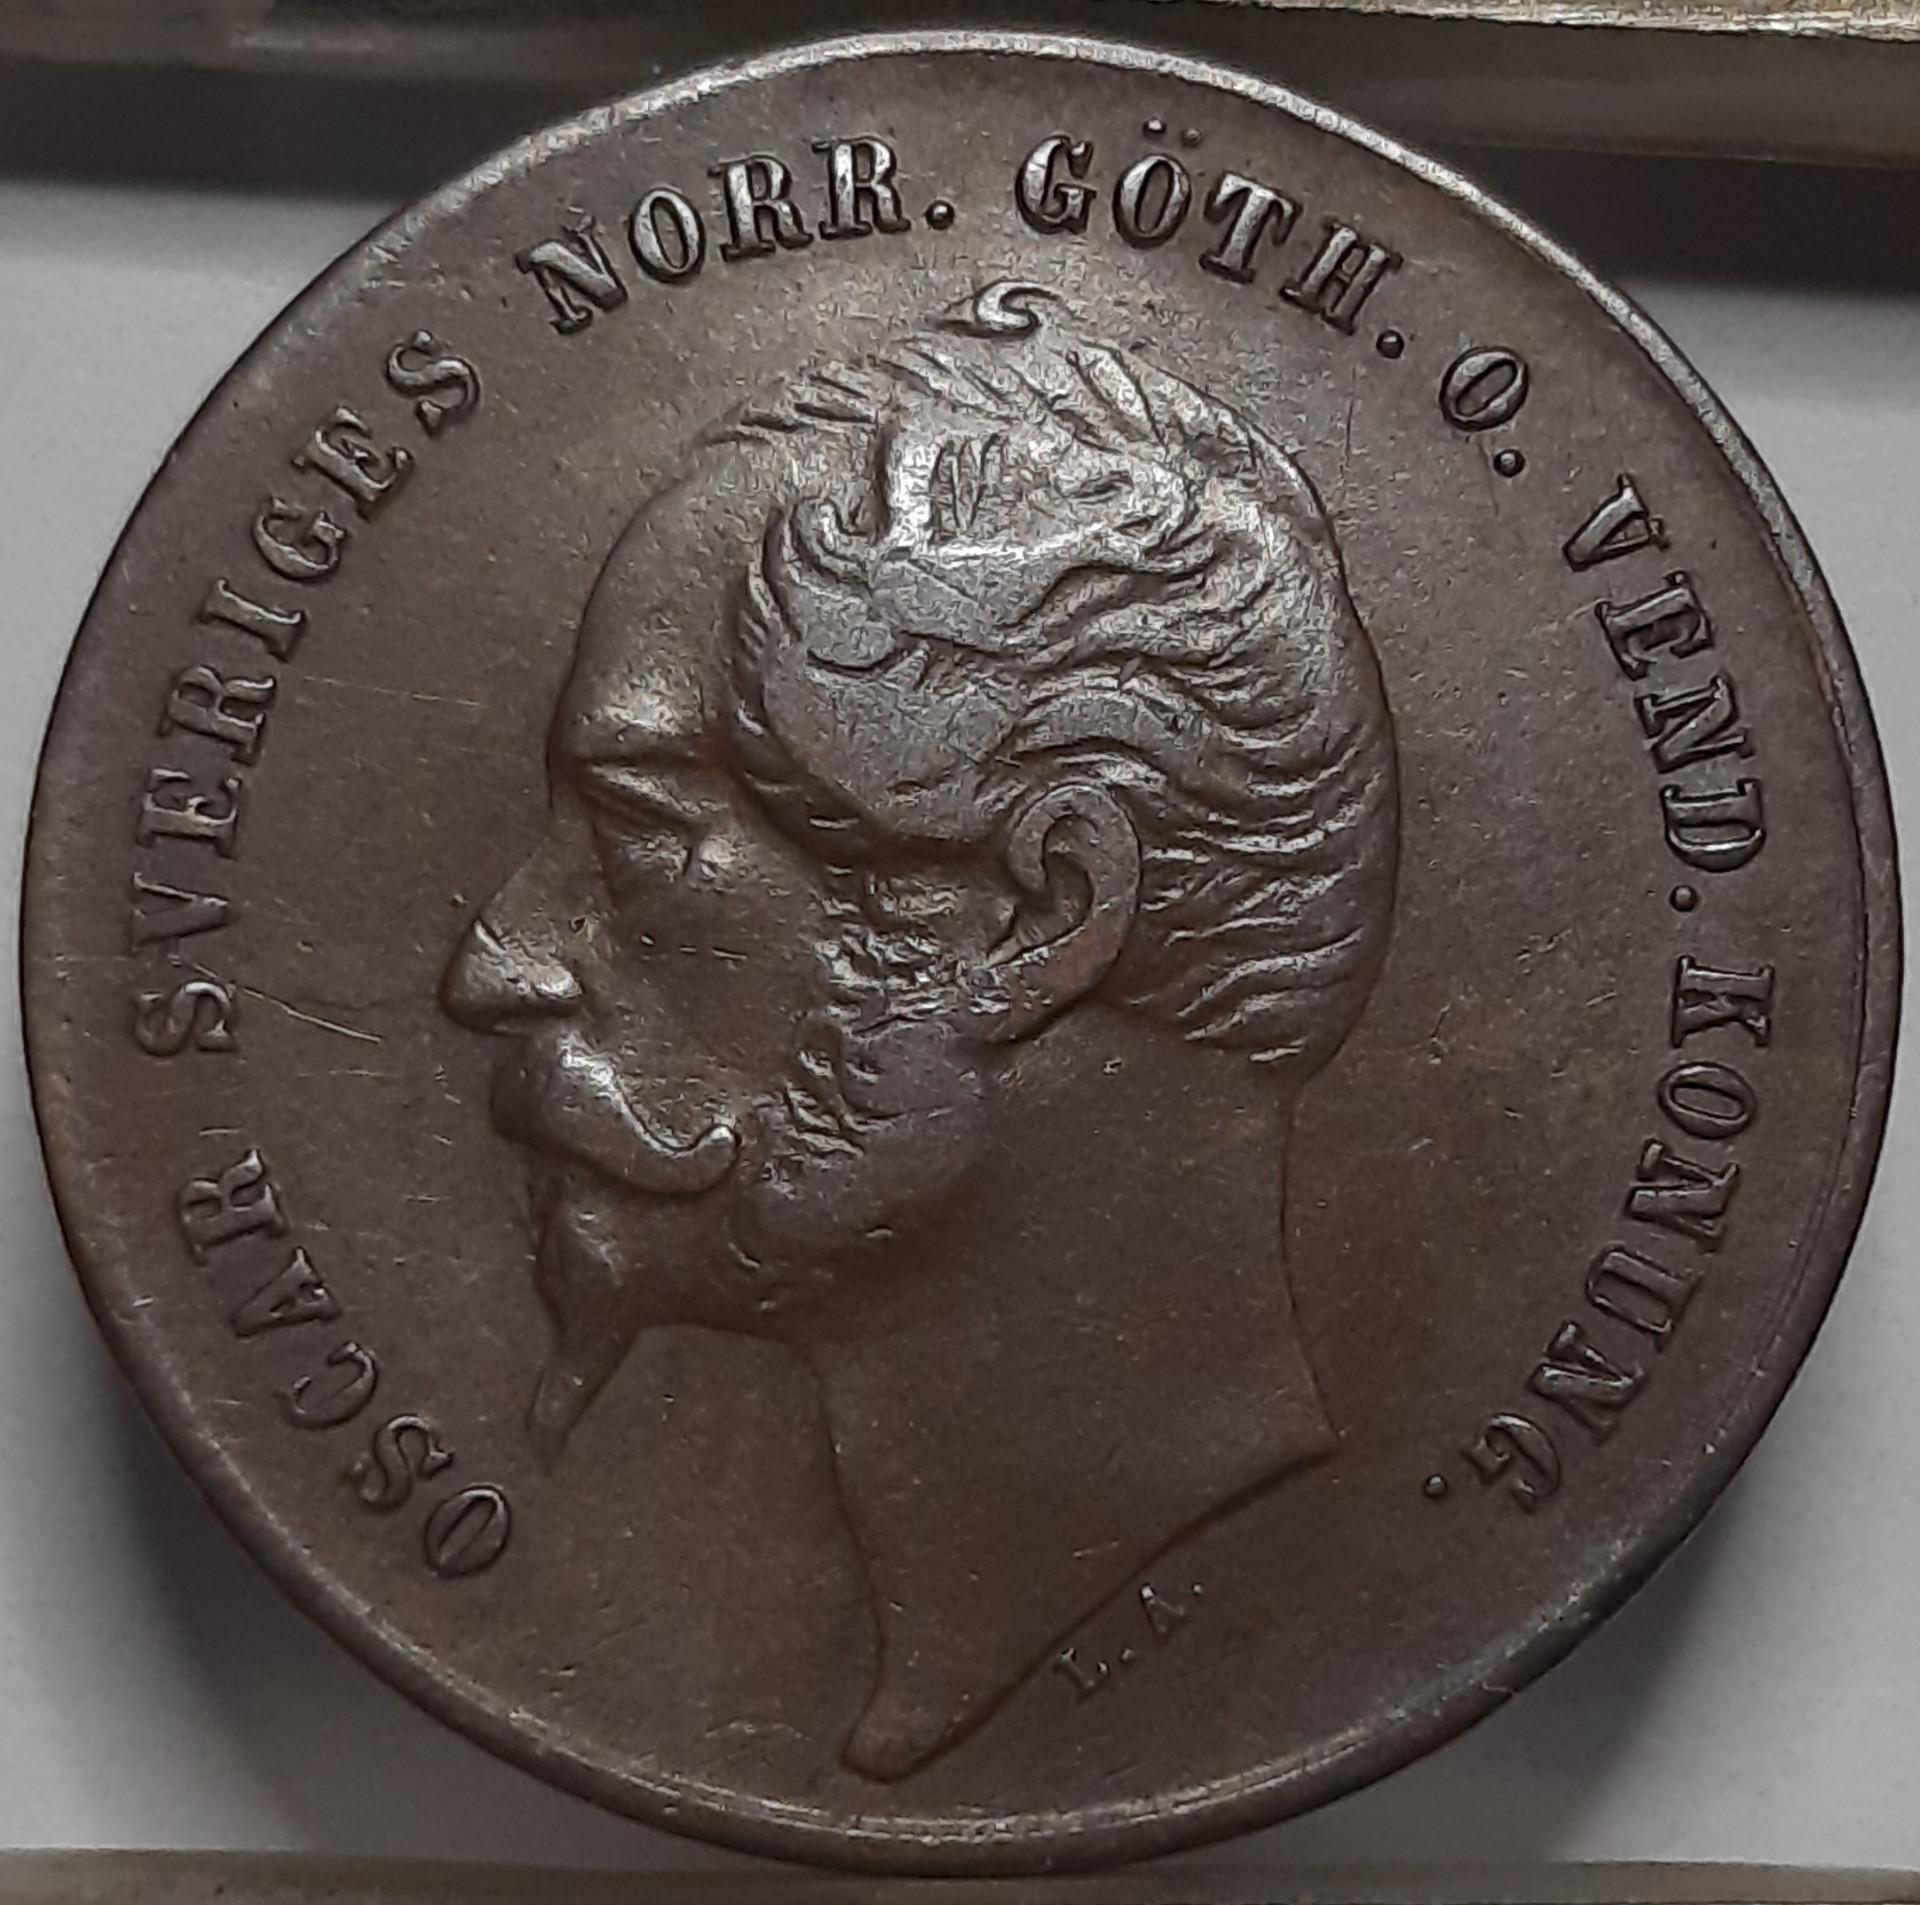 OSCAR SVERIGES NORR. GÖTH. O. VEND. KONUNG.
L. A.